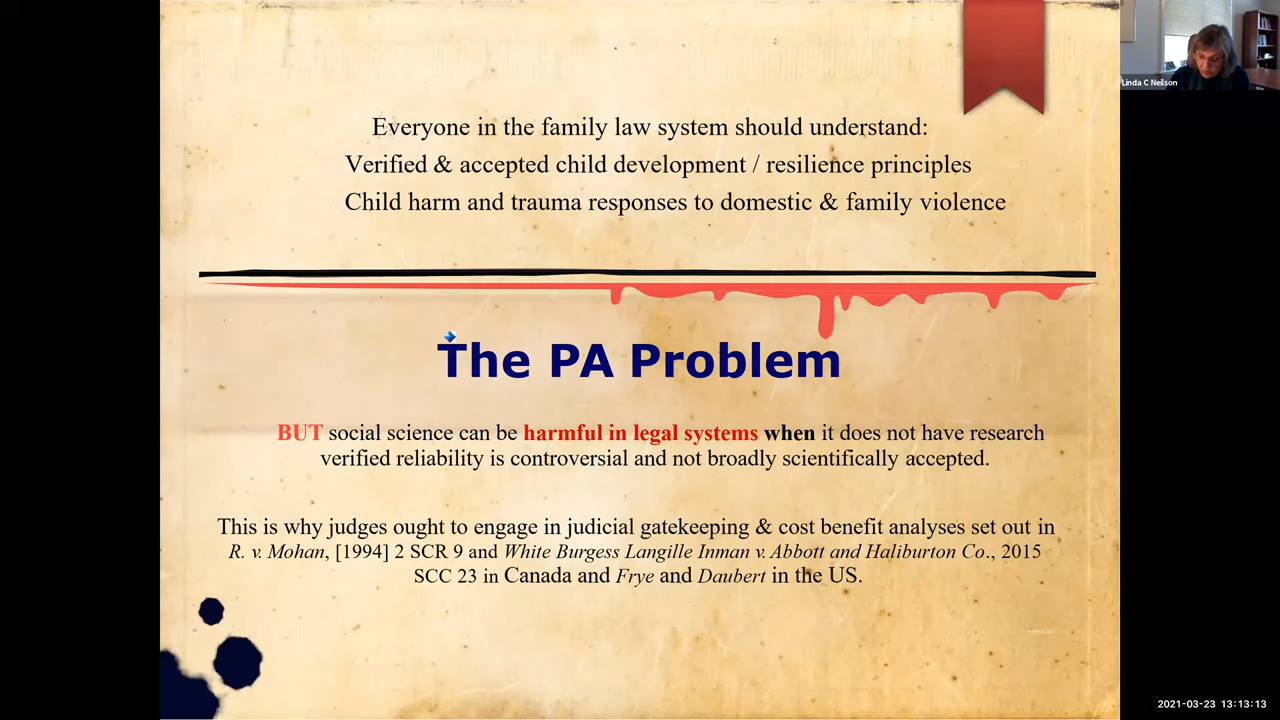 Linda C Neilson
Everyone in the family law system should understand:
Verified & accepted child development / resilience principles
Child harm and trauma responses to domestic & family violence
The PA Problem
BUT social science can be harmful in legal systems when it does not have research
verified reliability is controversial and not broadly scientifically accepted.
This is why judges ought to engage in judicial gatekeeping & cost benefit analyses set out in
R. v. Mohan, [1994] 2 SCR 9 and White Burgess Langille Inman v. Abbott and Haliburton Co., 2015
SCC 23 in Canada and Frye and Daubert in the US.
2021-03-23 13:13:13